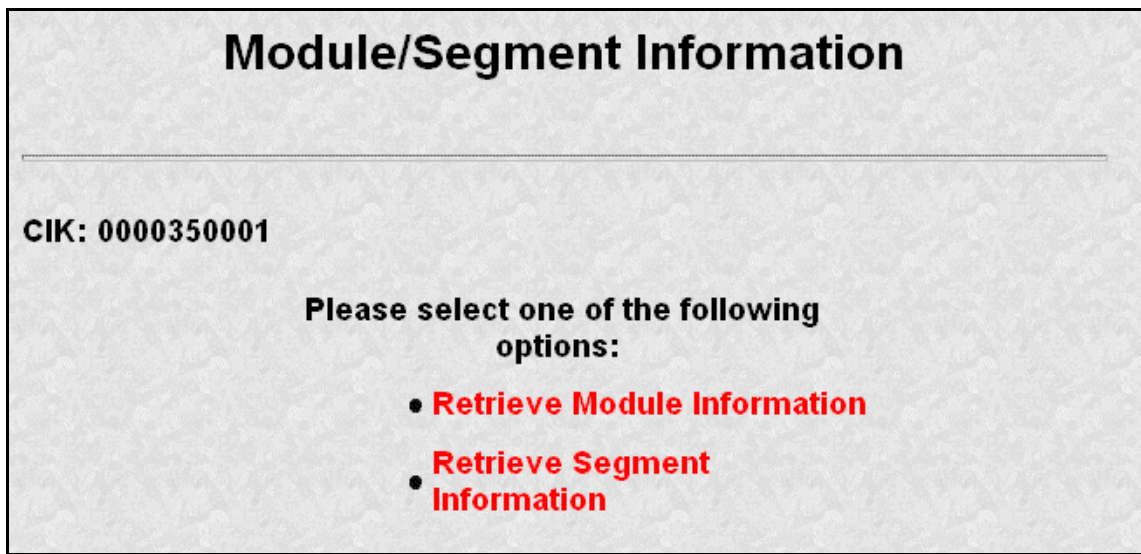 Module/Segment Information
CIK: 0000350001
Please select one of the following
options:
• Retrieve Module Information
• Retrieve Segment
Information